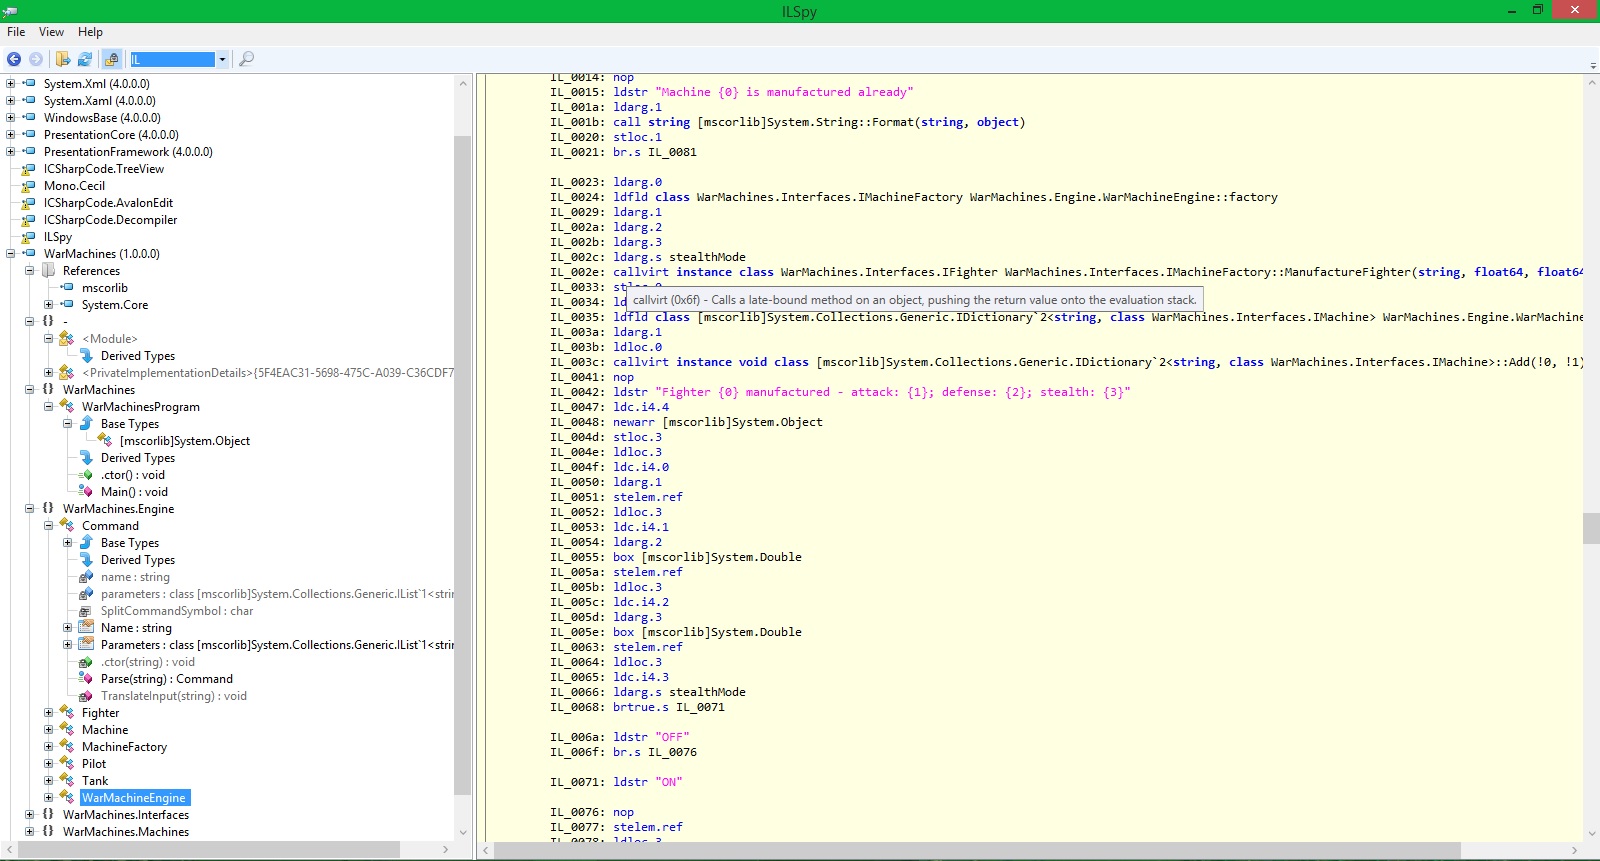 ILSpy
File View Help
IL
System.Xml (4.0.0.0)
System.Xaml (4.0.0.0)
WindowsBase (4.0.0.0)
PresentationCore (4.0.0.0)
PresentationFramework (4.0.0.0)
ICSharpCode.TreeView
Mono.Cecil
ICSharpCode.AvalonEdit
ICSharpCode.Decompiler
ILSpy
WarMachines (1.0.0.0)
References
mscorlib
System.Core
{} -
<Module>
Derived Types
<PrivateImplementationDetails>{5F4EAC31-5698-475C-A039-C36CDF7
{} WarMachines
WarMachinesProgram
Base Types
[mscorlib]System.Object
Derived Types
.ctor() : void
Main() : void
{} WarMachines.Engine
Command
Base Types
Derived Types
name : string
parameters : class [mscorlib]System.Collections.Generic.IList`1<strin
SplitCommandSymbol : char
Name : string
Parameters : class [mscorlib]System.Collections.Generic.IList`1<strin
.ctor(string) : void
Parse(string) : Command
TranslateInput(string) : void
Fighter
Machine
MachineFactory
Pilot
Tank
WarMachineEngine
{} WarMachines.Interfaces
{} WarMachines.Machines
IL_0014: nop
IL_0015: ldstr "Machine {0} is manufactured already"
IL_001a: ldarg.1
IL_001b: call string [mscorlib]System.String::Format(string, object)
IL_0020: stloc.1
IL_0021: br.s IL_0081
IL_0023: ldarg.0
IL_0024: ldfld class WarMachines.Interfaces.IMachineFactory WarMachines.Engine.WarMachineEngine::factory
IL_0029: ldarg.1
IL_002a: ldarg.2
IL_002b: ldarg.3
IL_002c: ldarg.s stealthMode
IL_002e: callvirt instance class WarMachines.Interfaces.IFighter WarMachines.Interfaces.IMachineFactory::ManufactureFighter(string, float64, float64
IL_0033: stloc.0
callvirt (0x6f) - Calls a late-bound method on an object, pushing the return value onto the evaluation stack.
IL_0034: ld
IL_0035: ldfld class [mscorlib]System.Collections.Generic.IDictionary`2<string, class WarMachines.Interfaces.IMachine> WarMachines.Engine.WarMachine
IL_003a: ldarg.1
IL_003b: ldloc.0
IL_003c: callvirt instance void class [mscorlib]System.Collections.Generic.IDictionary`2<string, class WarMachines.Interfaces.IMachine>::Add(!0, !1)
IL_0041: nop
IL_0042: ldstr "Fighter {0} manufactured - attack: {1}; defense: {2}; stealth: {3}"
IL_0047: ldc.i4.4
IL_0048: newarr [mscorlib]System.Object
IL_004d: stloc.3
IL_004e: ldloc.3
IL_004f: ldc.i4.0
IL_0050: ldarg.1
IL_0051: stelem.ref
IL_0052: ldloc.3
IL_0053: ldc.i4.1
IL_0054: ldarg.2
IL_0055: box [mscorlib]System.Double
IL_005a: stelem.ref
IL_005b: ldloc.3
IL_005c: ldc.i4.2
IL_005d: ldarg.3
IL_005e: box [mscorlib]System.Double
IL_0063: stelem.ref
IL_0064: ldloc.3
IL_0065: ldc.i4.3
IL_0066: ldarg.s stealthMode
IL_0068: brtrue.s IL_0071
IL_006a: ldstr "OFF"
IL_006f: br.s IL_0076
IL_0071: ldstr "ON"
IL_0076: nop
IL_0077: stelem.ref
IL_0078: ldloc.3